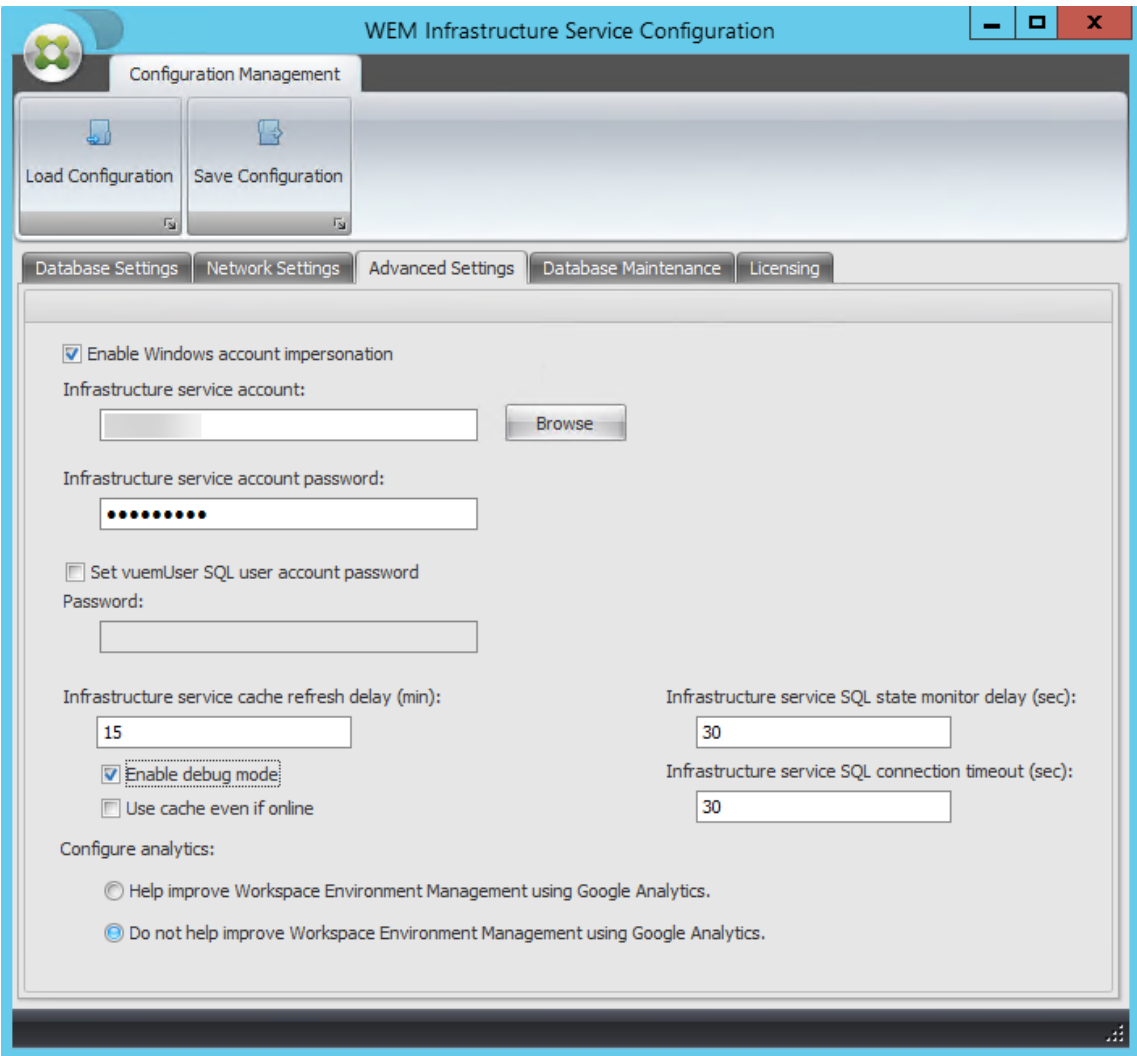 WEM Infrastructure Service Configuration
Configuration Management
Load Configuration Save Configuration
Database Settings Network Settings Advanced Settings Database Maintenance Licensing
Enable Windows account impersonation
Infrastructure service account:
Browse
Infrastructure service account password:
•••••••••
Set vuemUser SQL user account password
Password:
Infrastructure service cache refresh delay (min): Infrastructure service SQL state monitor delay (sec):
15 30
Enable debug mode Infrastructure service SQL connection timeout (sec):
Use cache even if online 30
Configure analytics:
Help improve Workspace Environment Management using Google Analytics.
Do not help improve Workspace Environment Management using Google Analytics.